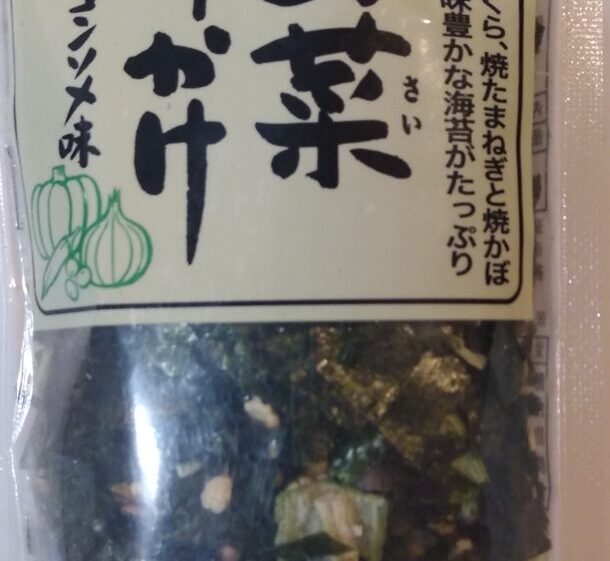 くら、焼たまねぎと焼かぼ
味豊かな海苔がたっぷり
菜
さい
かけ
コンソメ味